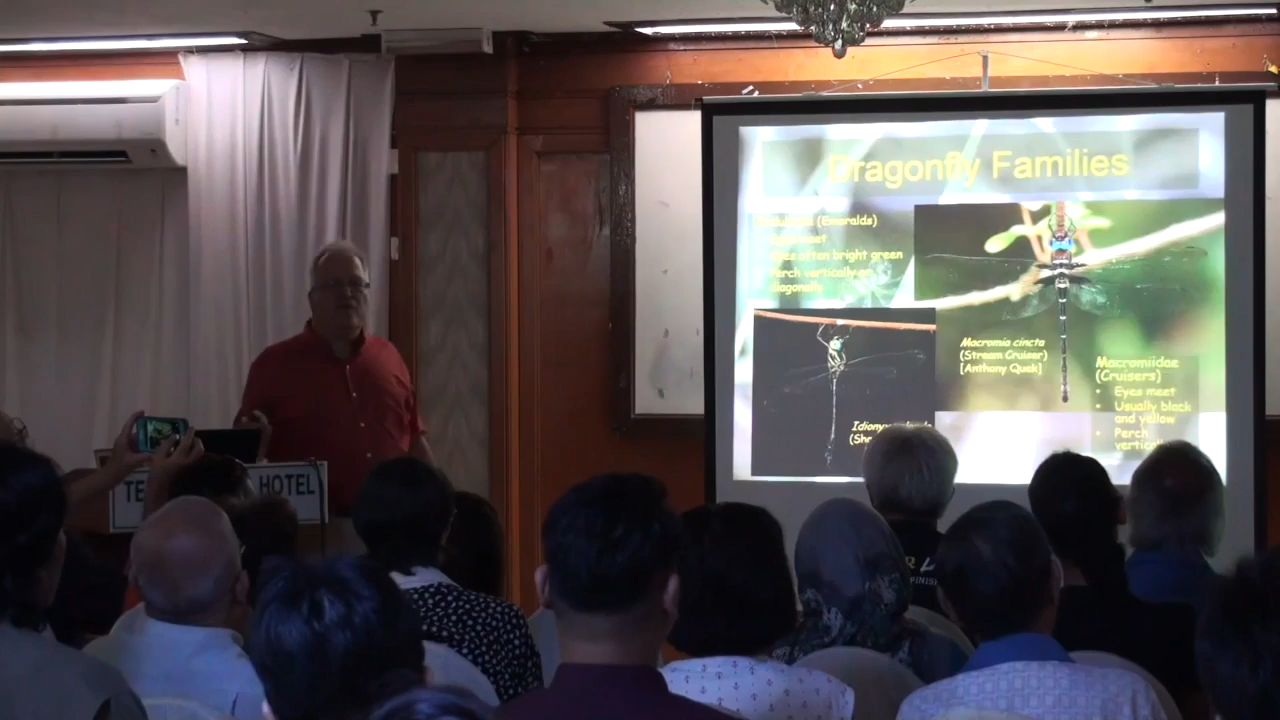 Dragonfly Families
(Emeralds)
Eyes often bright green
Perch vertically or
diagonally
Macromia cincta
(Stream Cruiser)
[Anthony Quek]
Macromiidae
(Cruisers)
• Eyes meet
• Usually black
and yellow
• Perch
HOTEL
FINISH